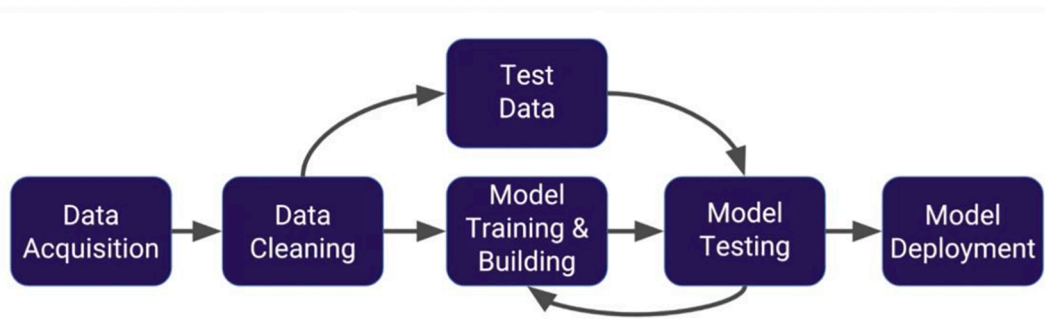 Test
Data
Data
Acquisition
Data
Cleaning
Model
Training &
Building
Model
Testing
Model
Deployment